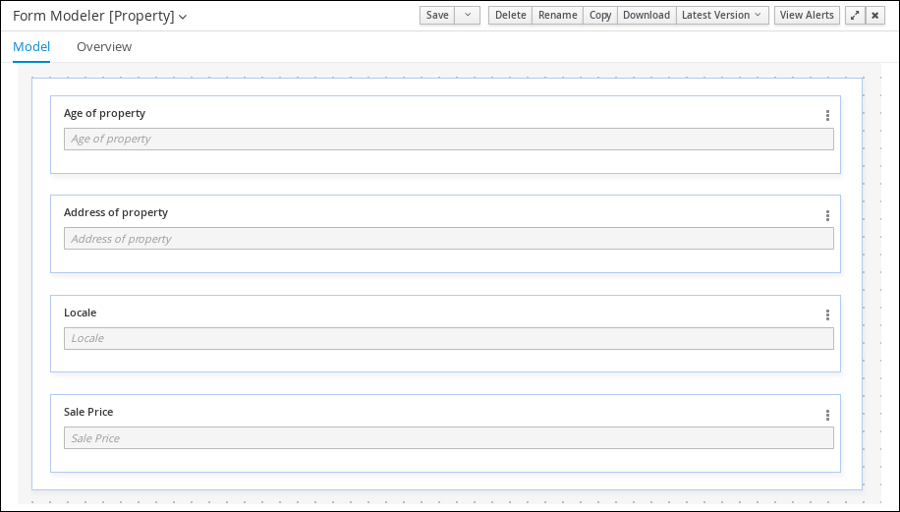 Form Modeler [Property]
Save Delete Rename Copy Download Latest Version View Alerts
Model Overview
Age of property
Age of property
Address of property
Address of property
Locale
Locale
Sale Price
Sale Price